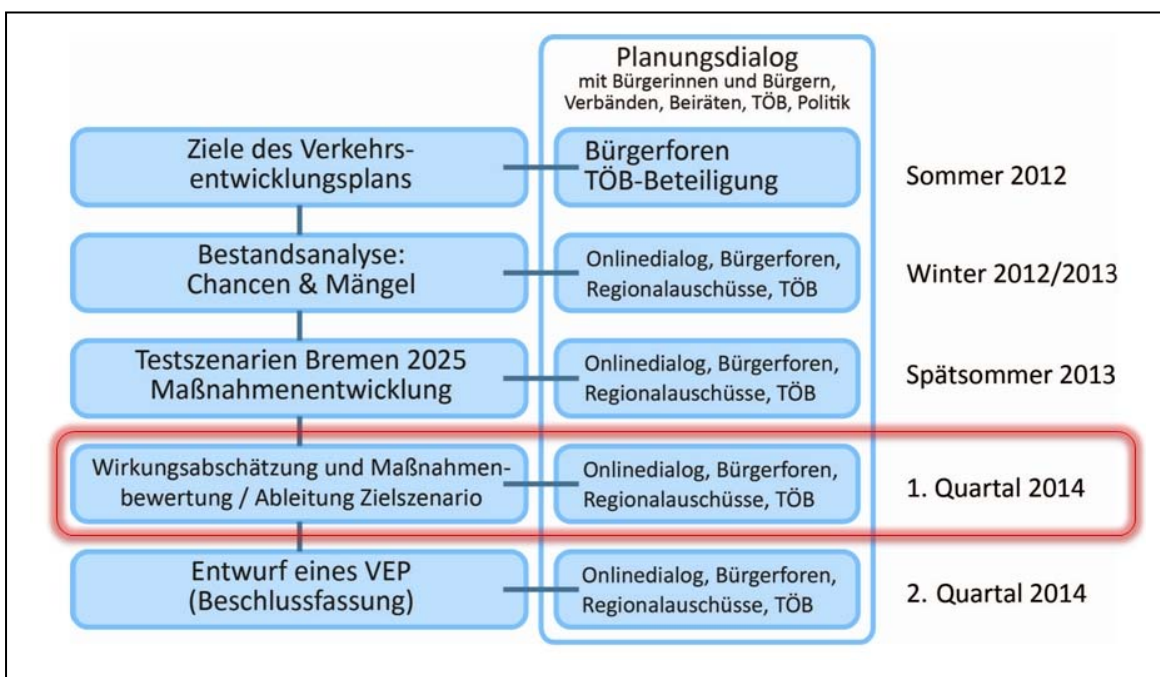 Planungsdialog
mit Bürgerinnen und Bürgern,
Verbänden, Beiräten, TÖB, Politik
Ziele des Verkehrs-
entwicklungsplans
Bürgerforen
TÖB-Beteiligung
Sommer 2012
Bestandsanalyse:
Chancen & Mängel
Onlinedialog, Bürgerforen,
Regionalauschüsse, TÖB
Winter 2012/2013
Testszenarien Bremen 2025
Maßnahmenentwicklung
Onlinedialog, Bürgerforen,
Regionalauschüsse, TÖB
Spätsommer 2013
Wirkungsabschätzung und Maßnahmen-
bewertung / Ableitung Zielszenario
Onlinedialog, Bürgerforen,
Regionalauschüsse, TÖB
1. Quartal 2014
Entwurf eines VEP
(Beschlussfassung)
Onlinedialog, Bürgerforen,
Regionalauschüsse, TÖB
2. Quartal 2014